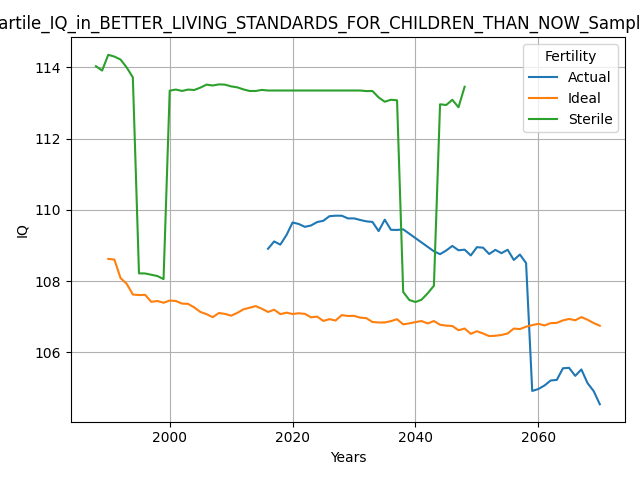 artile_IQ_in_BETTER_LIVING_STANDARDS_FOR_CHILDREN_THAN_NOW_Sampl
Fertility
Actual
Ideal
Sterile
114
112
110
108
106
IQ
2000
2020
2040
2060
Years